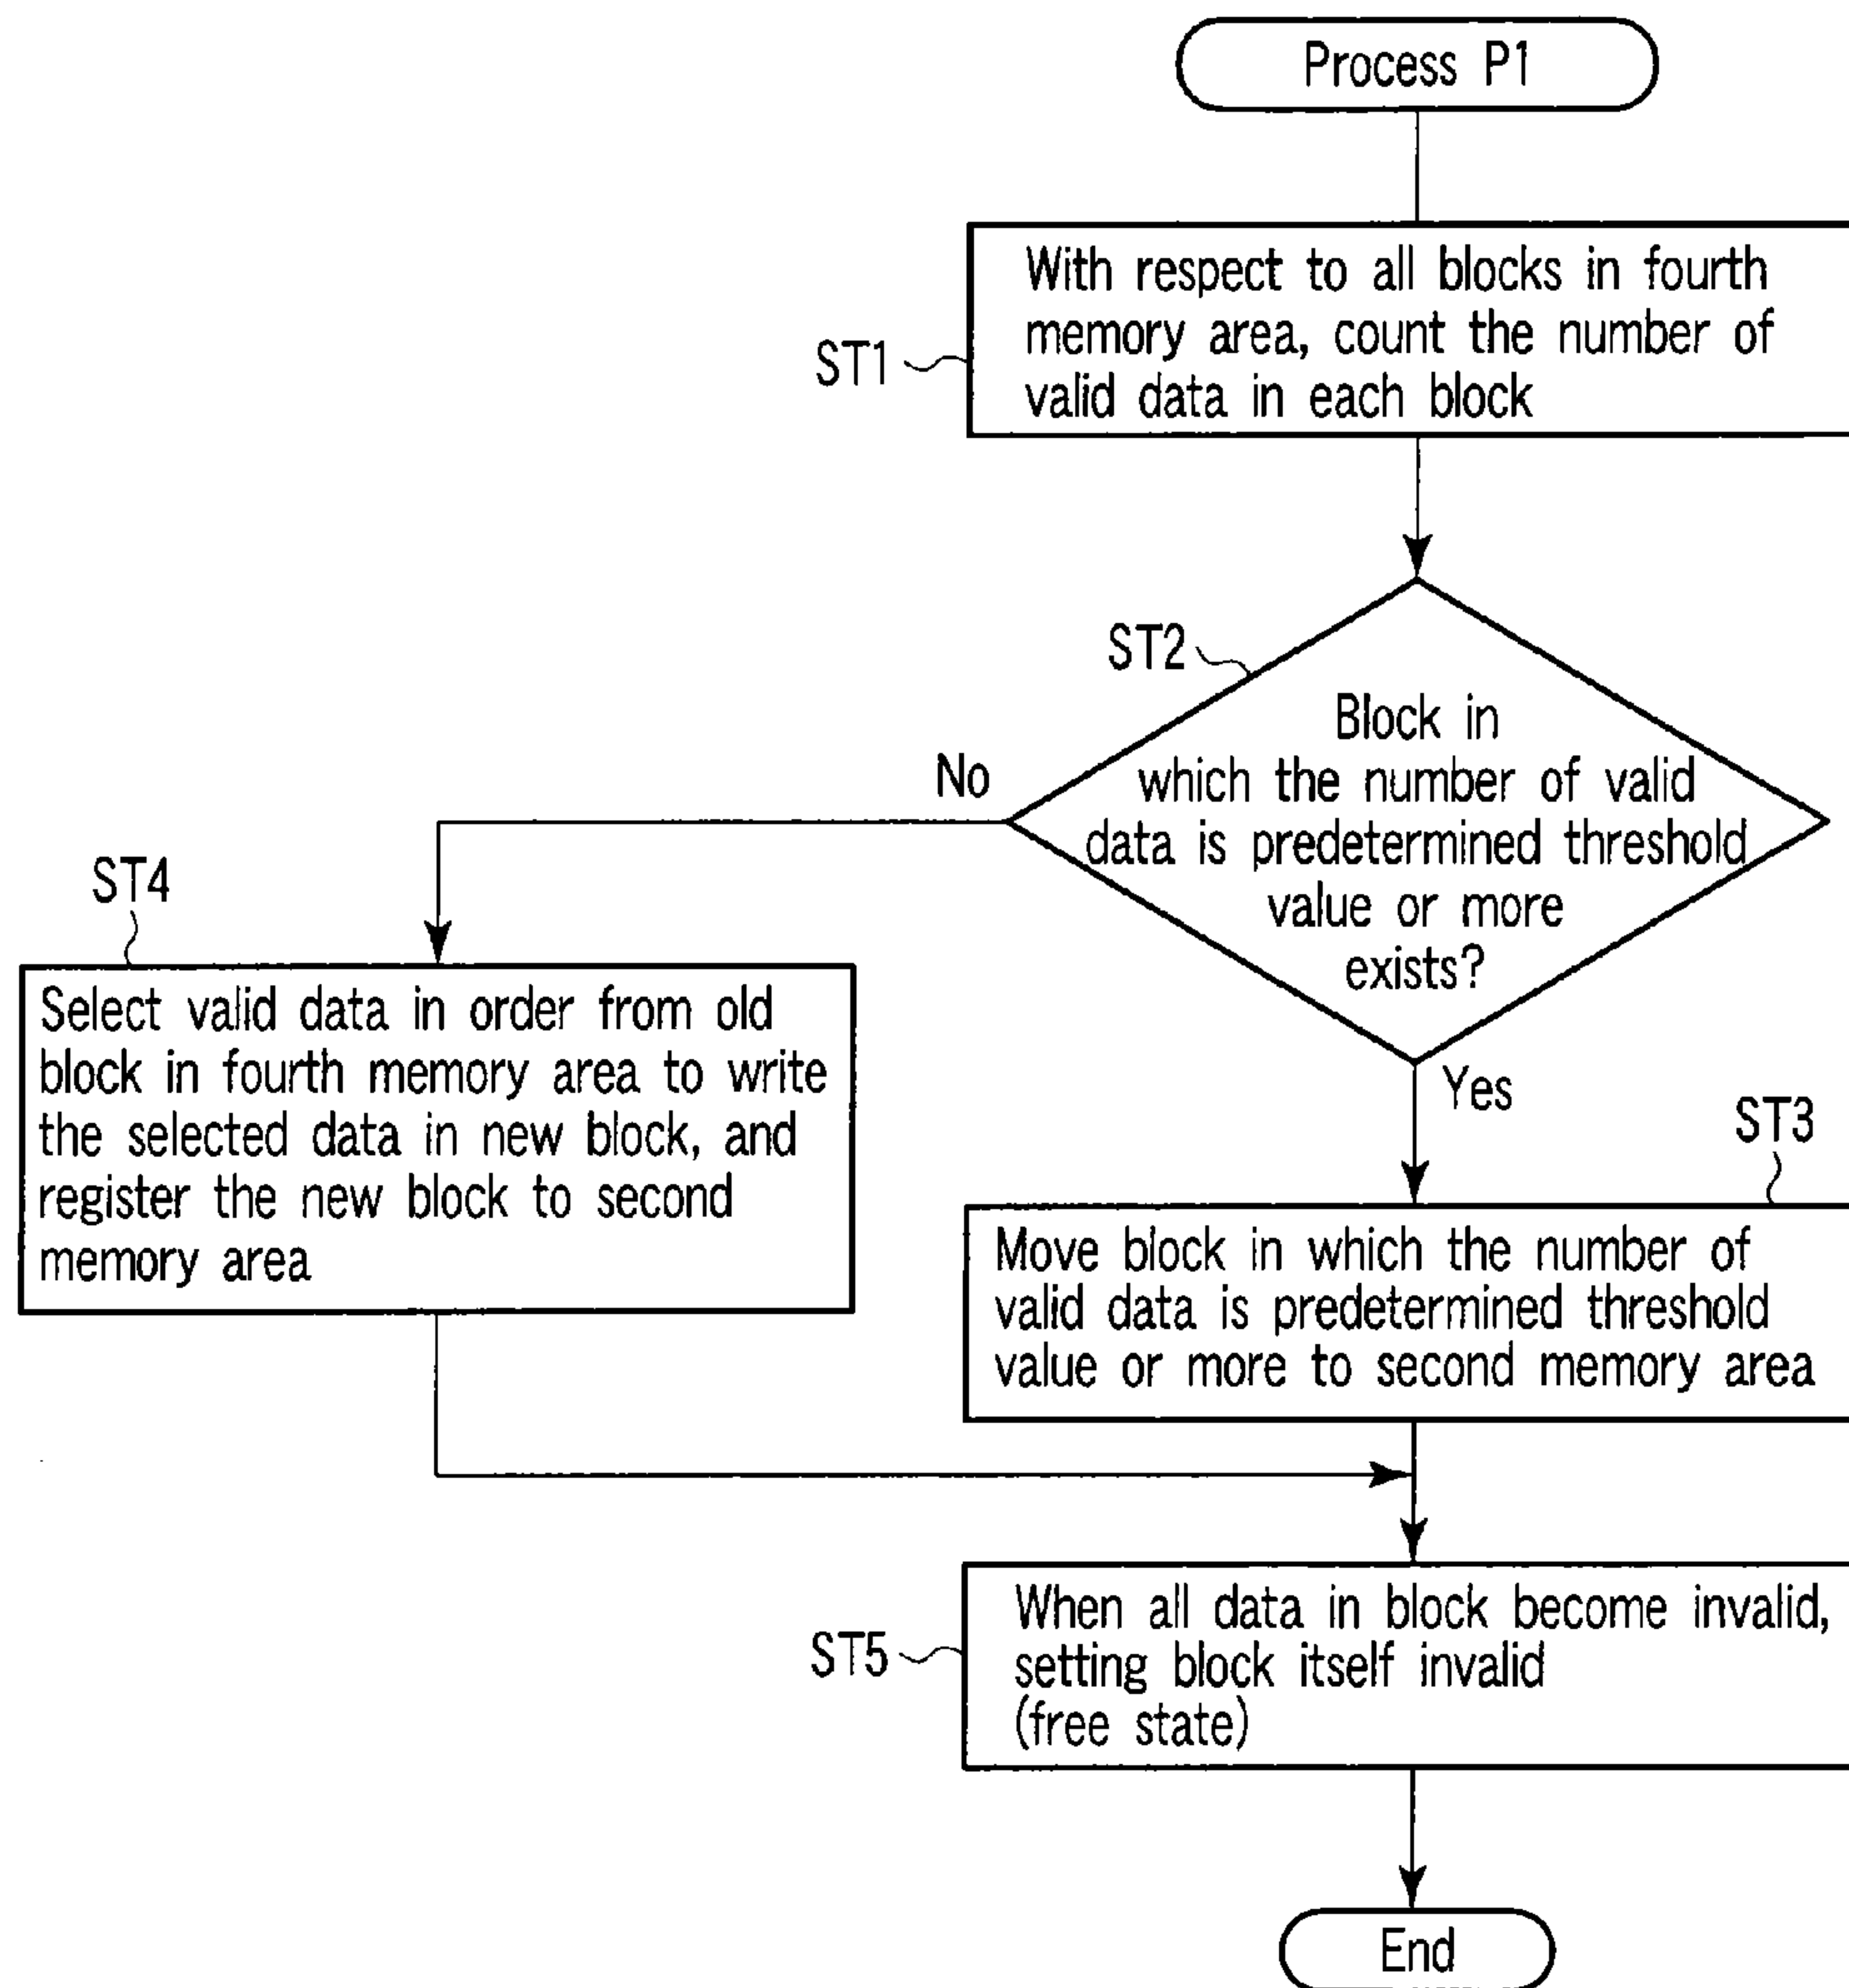 Process P1
ST1
With respect to all blocks in fourth
memory area, count the number of
valid data in each block
ST2
Block in
which the number of valid
data is predetermined threshold
value or more
exists?
No
Yes
ST4
Select valid data in order from old
block in fourth memory area to write
the selected data in new block, and
register the new block to second
memory area
ST3
Move block in which the number of
valid data is predetermined threshold
value or more to second memory area
ST5
When all data in block become invalid,
setting block itself invalid
(free state)
End